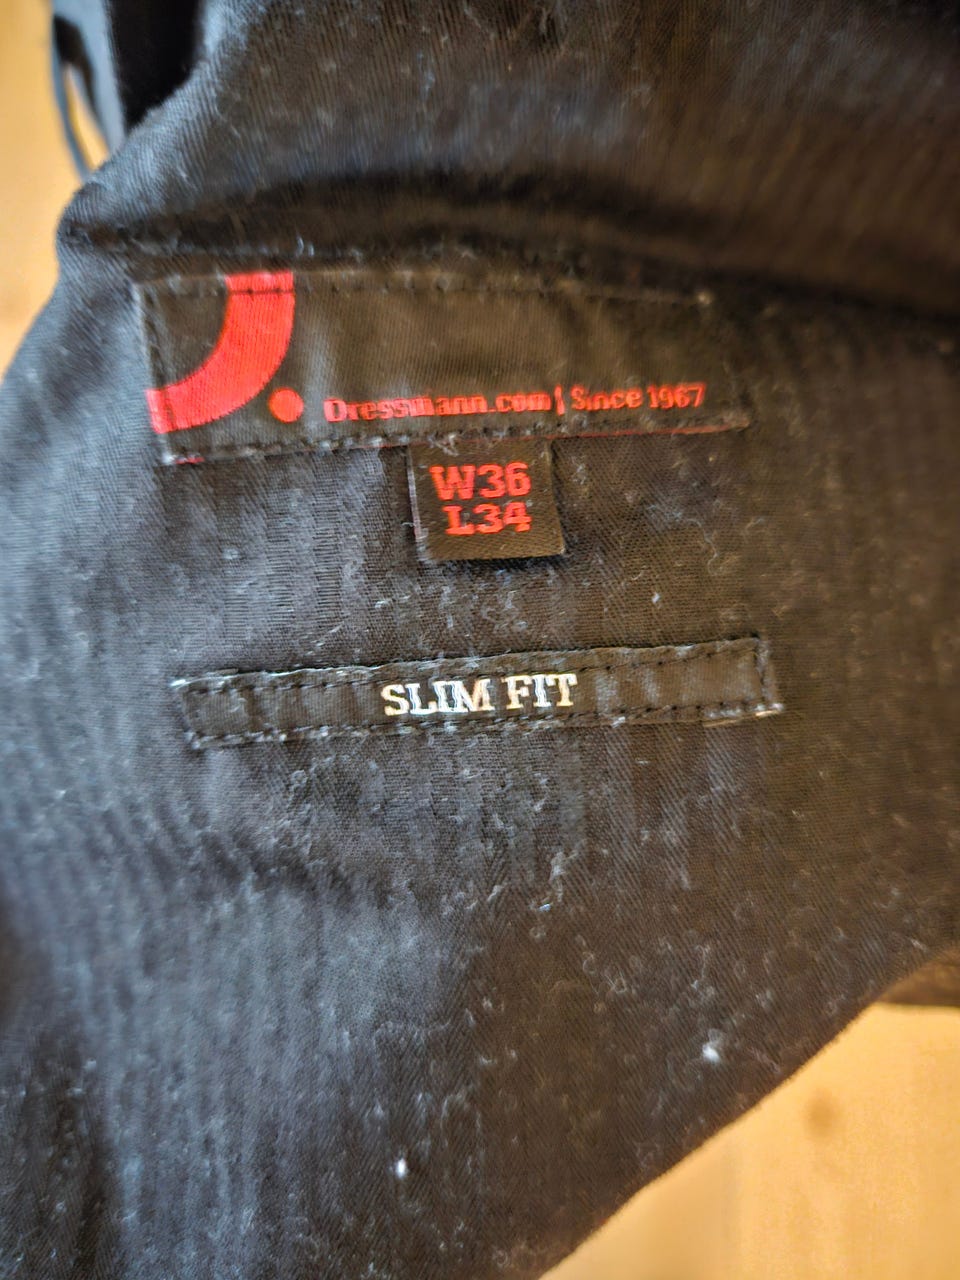 Dressmann.com | Since 1967
W36
L34
SLIM FIT